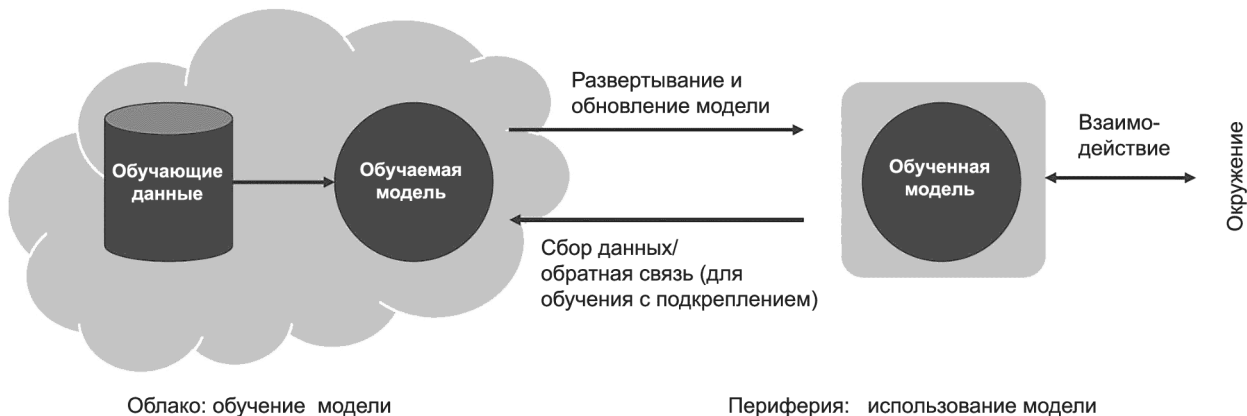 Обучающие
данные
Обучаемая
модель
Развертывание и
обновление модели
Сбор данных/
обратная связь (для
обучения с подкреплением)
Обученная
модель
Взаимо-
действие
Окружение
Облако: обучение модели
Периферия: использование модели